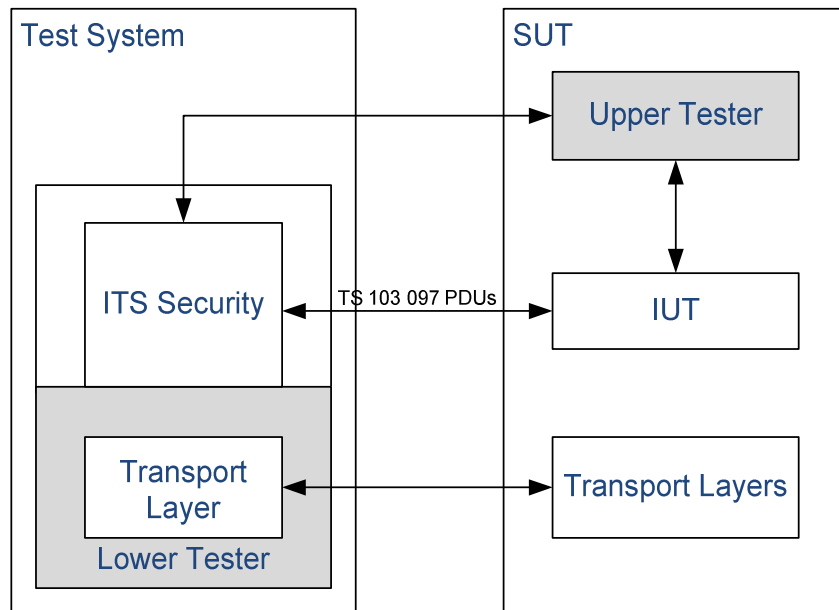 Test System
SUT
Upper Tester
ITS Security
TS 103 097 PDUs
IUT
Transport
Layer
Transport Layers
Lower Tester